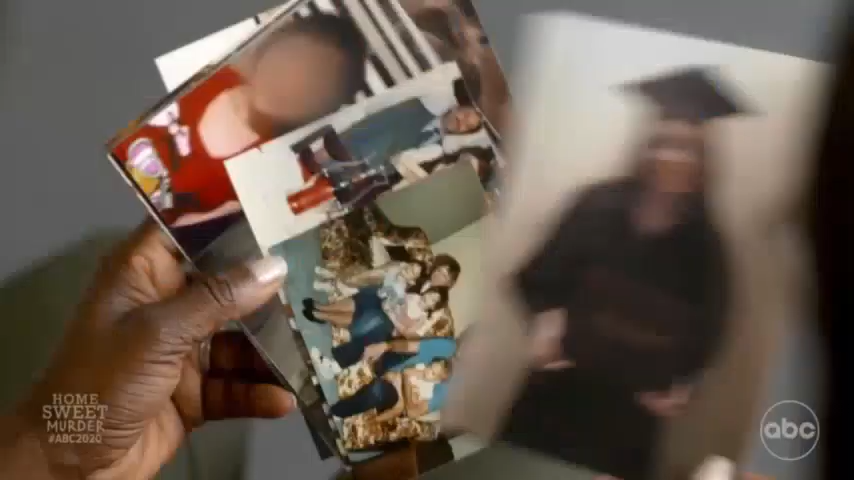 HOME
SWEET
MURDER
#ABC2020
abc